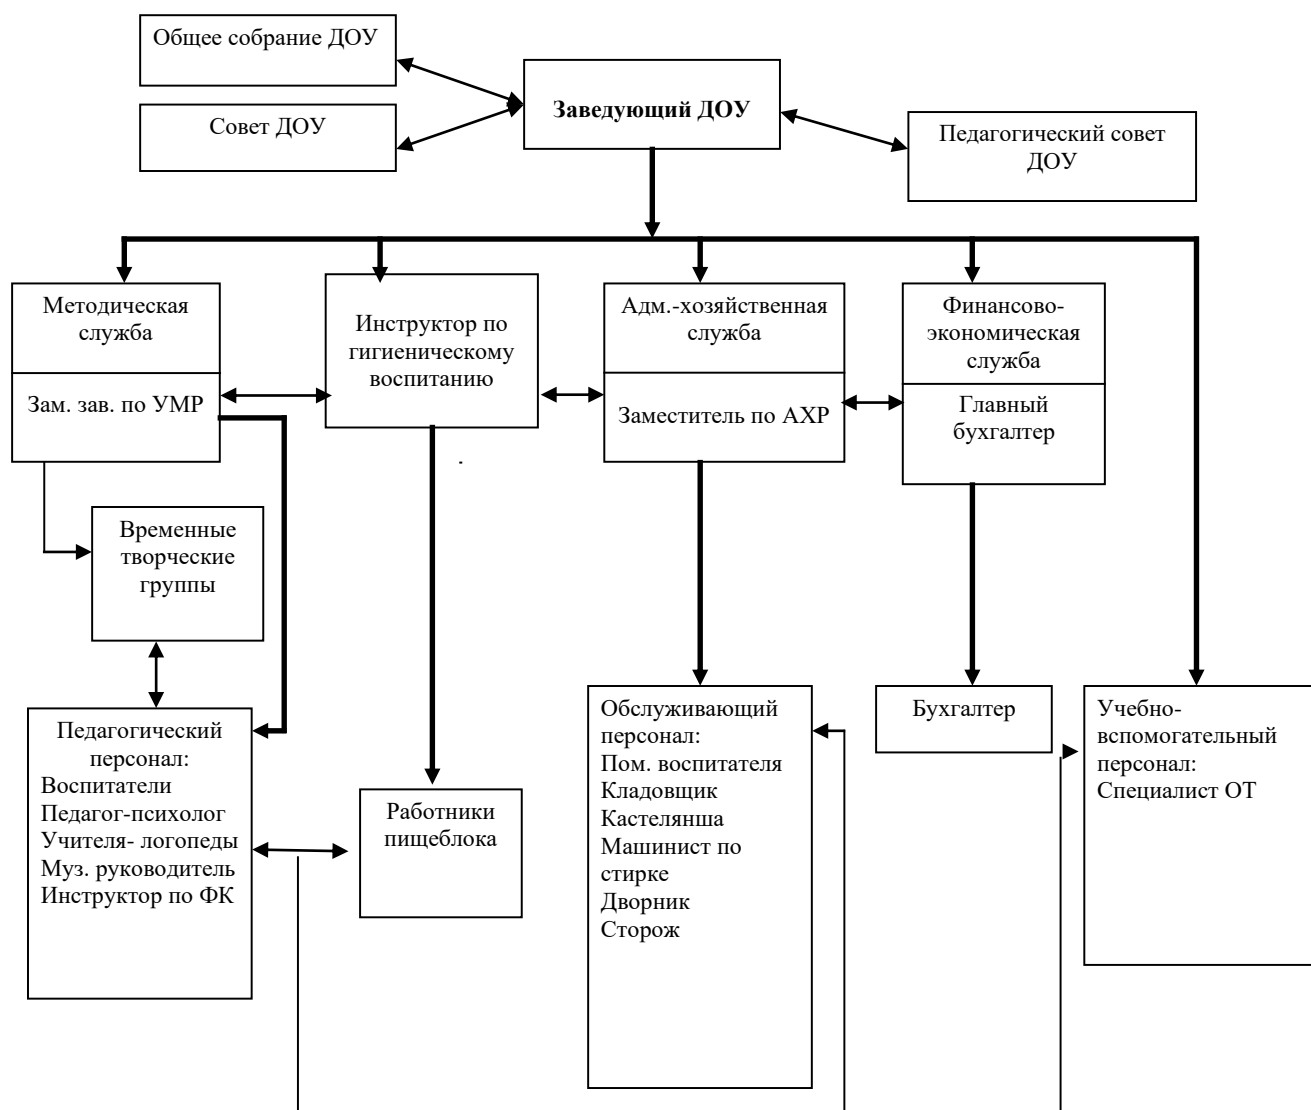 Общее собрание ДОУ
Заведующий ДОУ
Совет ДОУ
Педагогический совет
ДОУ
Методическая
служба
Зам. зав. по УМР
Инструктор по
гигиеническому
воспитанию
Адм.-хозяйственная
служба
Заместитель по АХР
Финансово-
экономическая
служба
Главный
бухгалтер
Временные
творческие
группы
Педагогический
персонал:
Воспитатели
Педагог-психолог
Учителя- логопеды
Муз. руководитель
Инструктор по ФК
Работники
пищеблока
Обслуживающий
персонал:
Пом. воспитателя
Кладовщик
Кастелянша
Машинист по
стирке
Дворник
Сторож
Бухгалтер
Учебно-
вспомогательный
персонал:
Специалист ОТ